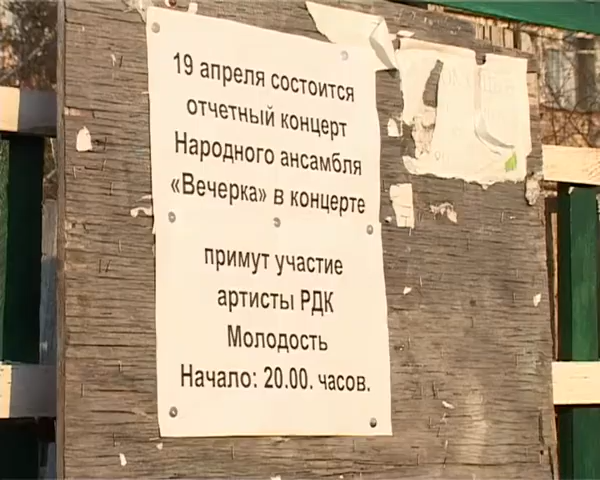 19 апреля состоится
отчетный концерт
Народного ансамбля
«Вечерка» в концерте
примут участие
артисты РДК
Молодость
Начало: 20.00. часов.